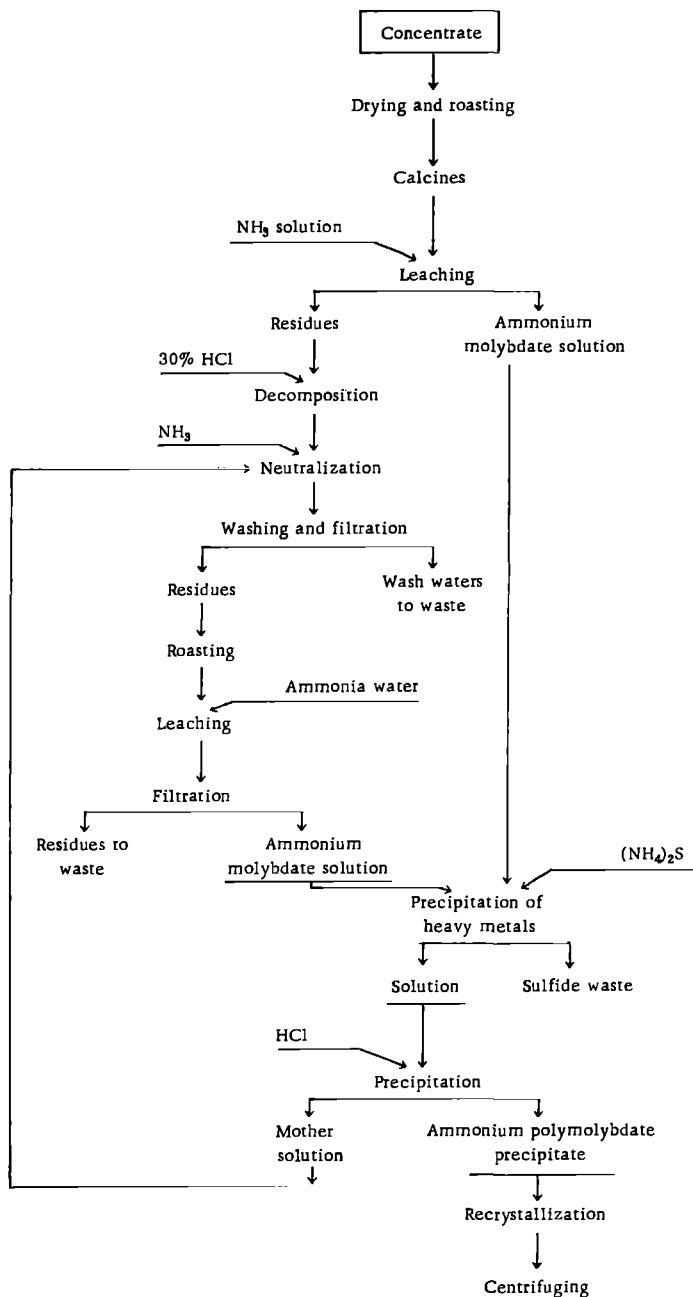 Concentrate
Drying and roasting
Calcines
NH₃ solution
Leaching
Residues
Ammonium
molybdate solution
30% HCl
Decomposition
NH₃
Neutralization
Washing and filtration
Residues
Wash waters
to waste
Roasting
Ammonia water
Leaching
Filtration
Residues to
waste
Ammonium
molybdate solution
(NH₄)₂S
Precipitation of
heavy metals
Solution
Sulfide waste
HCl
Precipitation
Mother
solution
Ammonium polymolybdate
precipitate
Recrystallization
Centrifuging